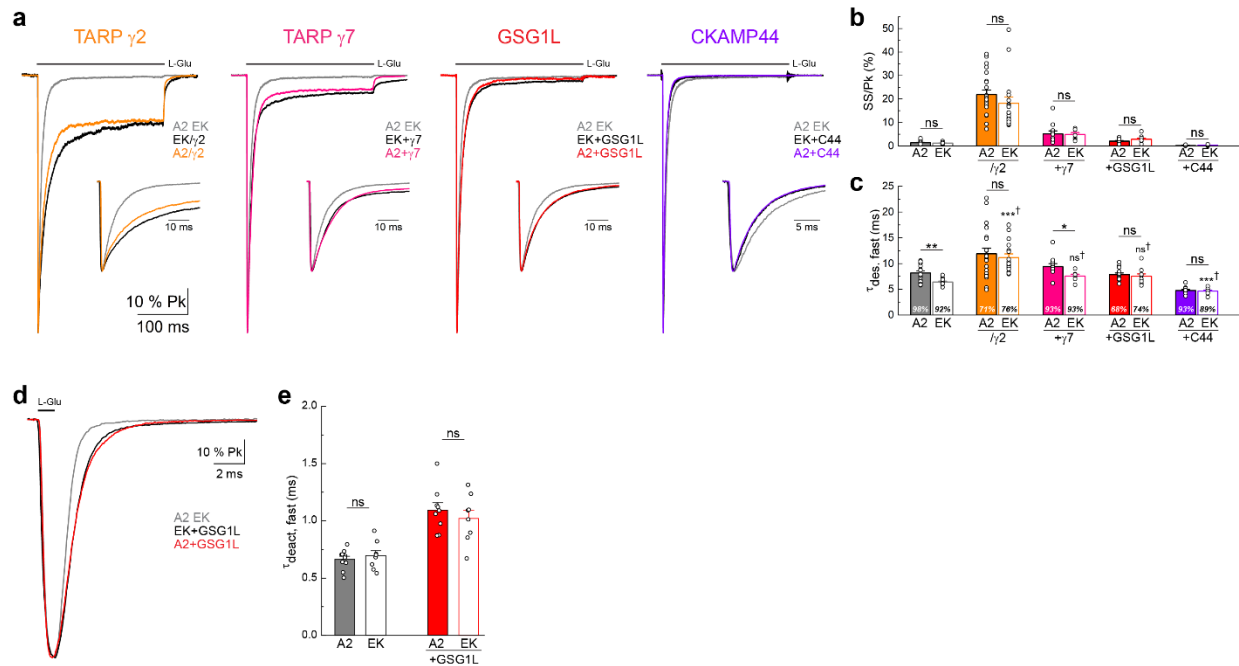 a
TARP γ2
TARP γ7
GSG1L
CKAMP44
L-Glu
L-Glu
L-Glu
L-Glu
A2 EK
EK/γ2
A2/γ2
A2 EK
EK+γ7
A2+γ7
A2 EK
EK+GSG1L
A2+GSG1L
A2 EK
EK+C44
A2+C44
10 ms
10 ms
10 ms
5 ms
10 % Pk
100 ms
b
SS/Pk (%)
50
40
30
20
10
0
ns
ns
ns
ns
ns
A2 EK A2 EK A2 EK A2 EK A2 EK
/γ2 +γ7 +GSG1L +C44
c
τdes. fast (ms)
25
20
15
10
5
0
**
ns
***†
*
ns†
ns
ns†
ns
***†
98% 92% 71% 76% 93% 93% 68% 74% 93% 89%
A2 EK A2 EK A2 EK A2 EK A2 EK
/γ2 +γ7 +GSG1L +C44
d
L-Glu
10 % Pk
2 ms
A2 EK
EK+GSG1L
A2+GSG1L
e
τdeact, fast (ms)
2.0
1.5
1.0
0.5
0.0
ns
ns
A2 EK A2 EK
+GSG1L